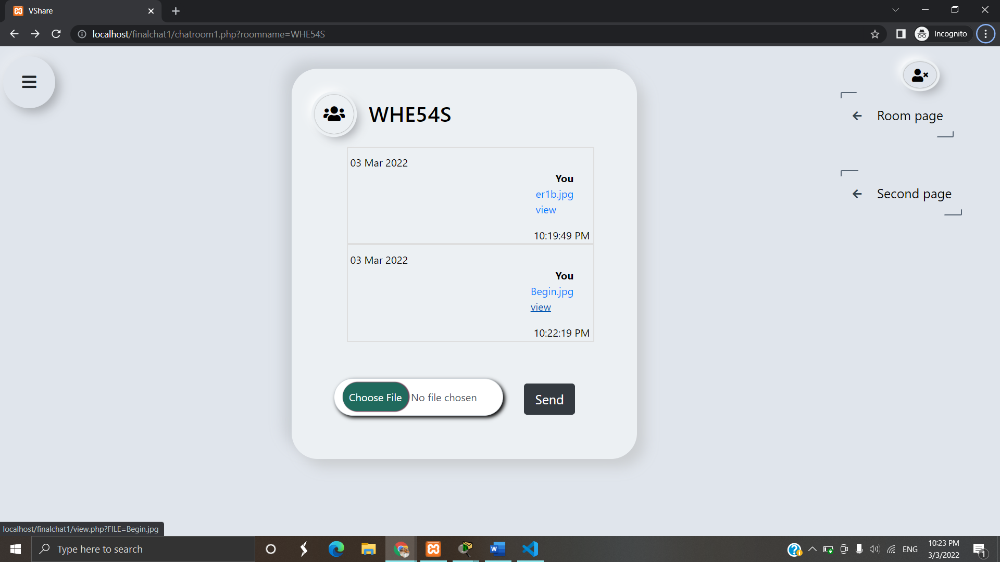 VShare
localhost/finalchat1/chatroom1.php?roomname=WHE54S
Incognito
WHE54S
Room page
Second page
03 Mar 2022
You
er1b.jpg
view
10:19:49 PM
03 Mar 2022
You
Begin.jpg
view
10:22:19 PM
Choose File No file chosen
Send
localhost/finalchat1/view.php?FILE=Begin.jpg
Type here to search
W
ENG
10:23 PM
3/3/2022
1